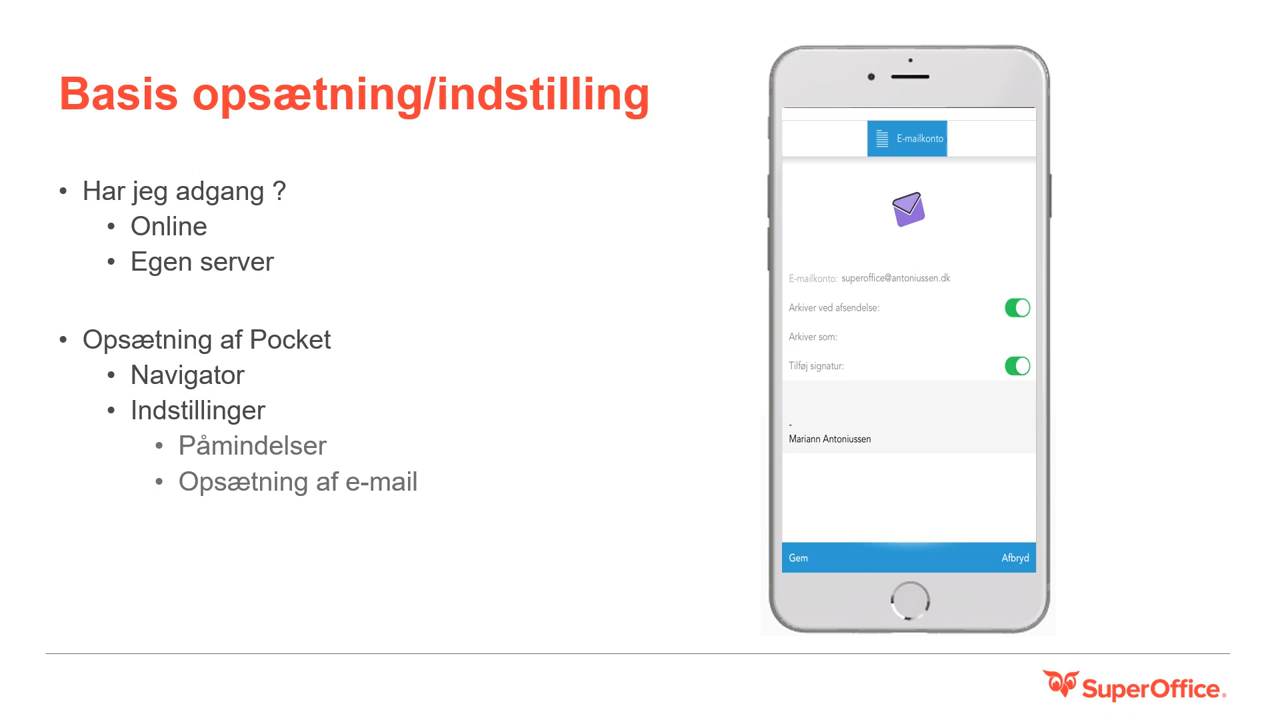 Basis opsætning/indstilling
• Har jeg adgang ?
• Online
• Egen server
• Opsætning af Pocket
• Navigator
• Indstillinger
• Påmindelser
• Opsætning af e-mail
E-mailkonto
E-mailkonto: superoffice@antoniussen.dk
Arkiver ved afsendelse:
Arkiver som:
Tilføj signatur:
-
Mariann Antoniussen
Gem Afbryd
SuperOffice.